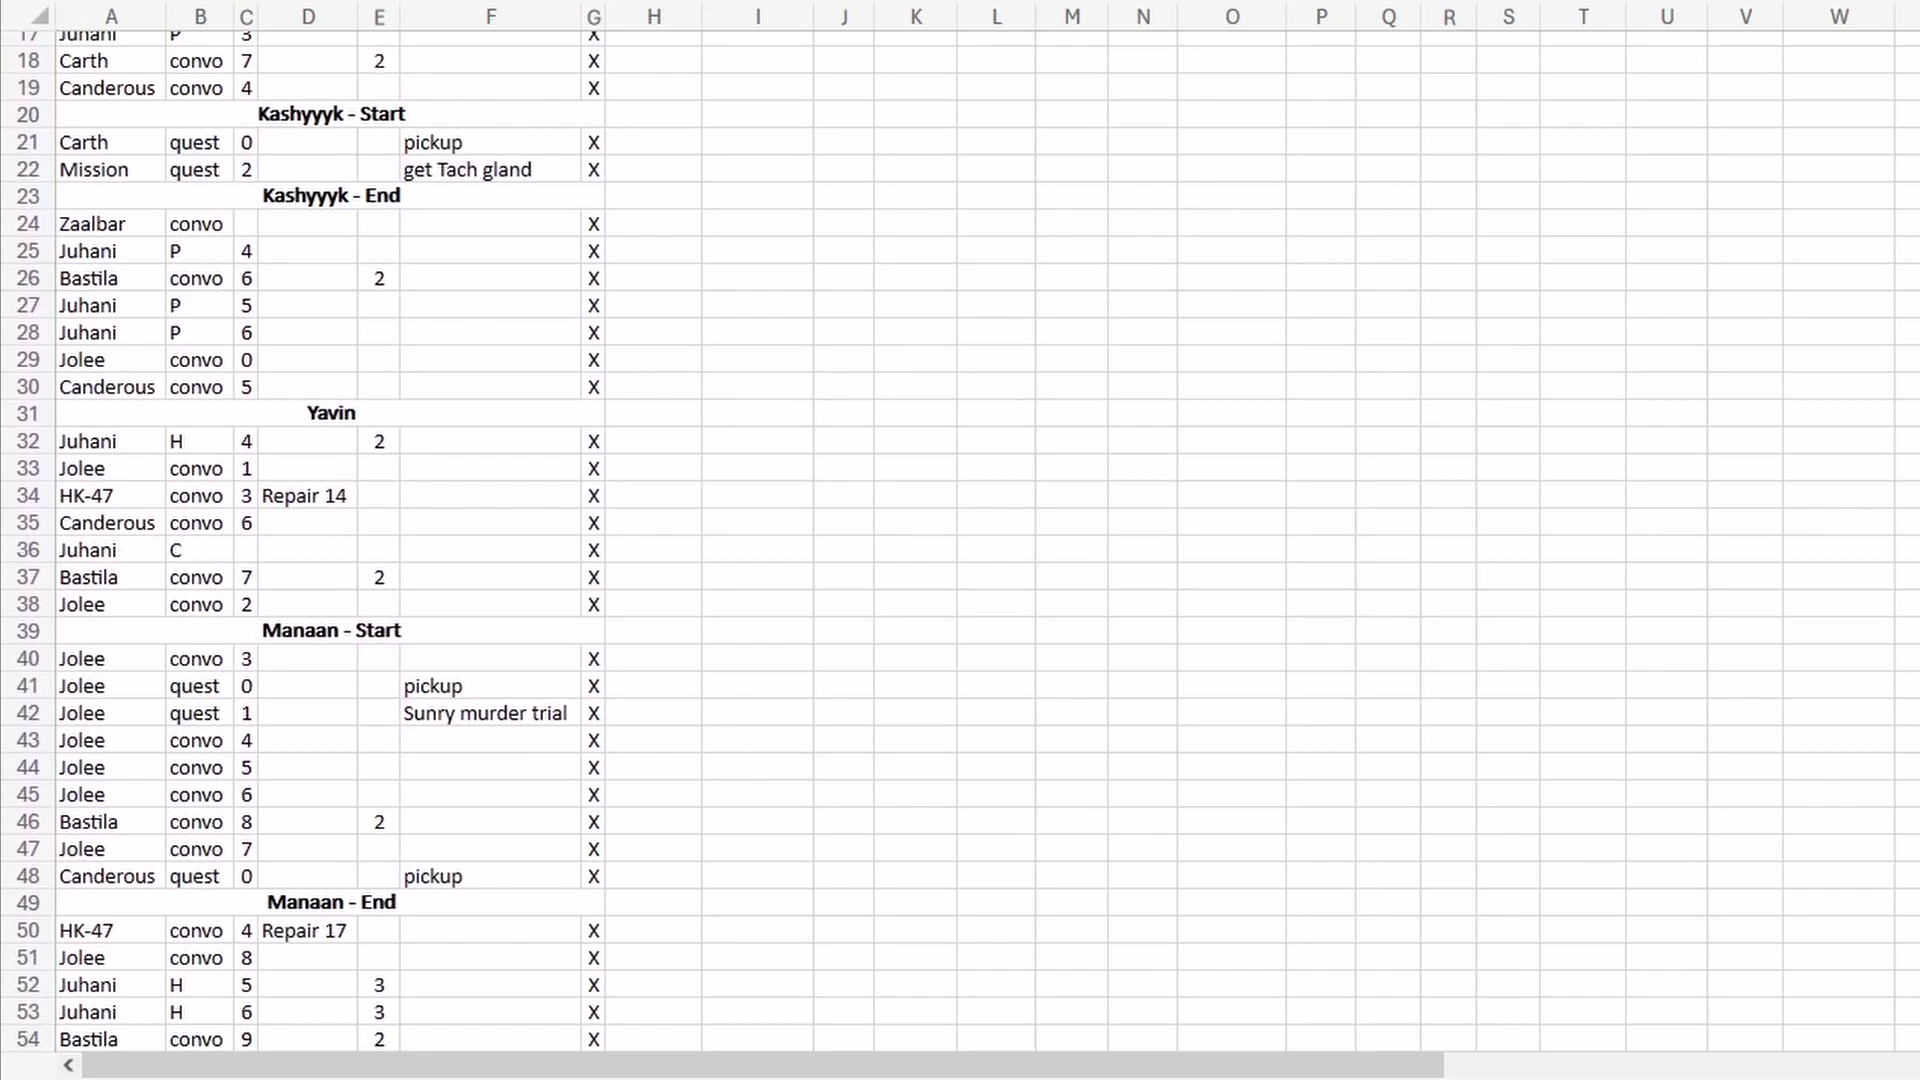 A B C D E F G H I J K L M N O P Q R S T U V W
17 Juhani P 3 X
18 Carth convo 7 2 X
19 Canderous convo 4 X
20 Kashyyyk - Start
21 Carth quest 0 pickup X
22 Mission quest 2 get Tach gland X
23 Kashyyyk - End
24 Zaalbar convo X
25 Juhani P 4 X
26 Bastila convo 6 2 X
27 Juhani P 5 X
28 Juhani P 6 X
29 Jolee convo 0 X
30 Canderous convo 5 X
31 Yavin
32 Juhani H 4 2 X
33 Jolee convo 1 X
34 HK-47 convo 3 Repair 14 X
35 Canderous convo 6 X
36 Juhani C X
37 Bastila convo 7 2 X
38 Jolee convo 2 X
39 Manaan - Start
40 Jolee convo 3 X
41 Jolee quest 0 pickup X
42 Jolee quest 1 Sunry murder trial X
43 Jolee convo 4 X
44 Jolee convo 5 X
45 Jolee convo 6 X
46 Bastila convo 8 2 X
47 Jolee convo 7 X
48 Canderous quest 0 pickup X
49 Manaan - End
50 HK-47 convo 4 Repair 17 X
51 Jolee convo 8 X
52 Juhani H 5 3 X
53 Juhani H 6 3 X
54 Bastila convo 9 2 X